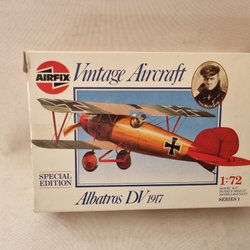 AIRFIX
Vintage Aircraft
SPECIAL
EDITION
1:72
Albatros DV 1917
SERIES 1